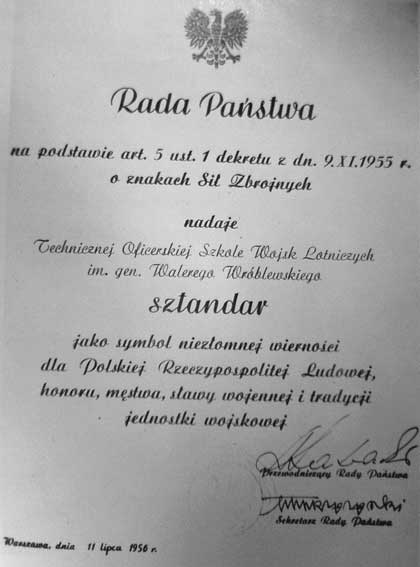 Rada Państwa
na podstawie art. 5 ust. 1 dekretu z dn. 9.XI.1955 r.
o znakach Sił Zbrojnych
nadaje
Technicznej Oficerskiej Szkole Wojsk Lotniczych
im. gen. Walerego Wróblewskiego
sztandar
jako symbol niezłomnej wierności
dla Polskiej Rzeczypospolitej Ludowej,
honoru, męstwa, sławy wojennej i tradycji
jednostki wojskowej
Przewodniczący Rady Państwa
Sekretarz Rady Państwa
Warszawa, dnia 11 lipca 1956 r.